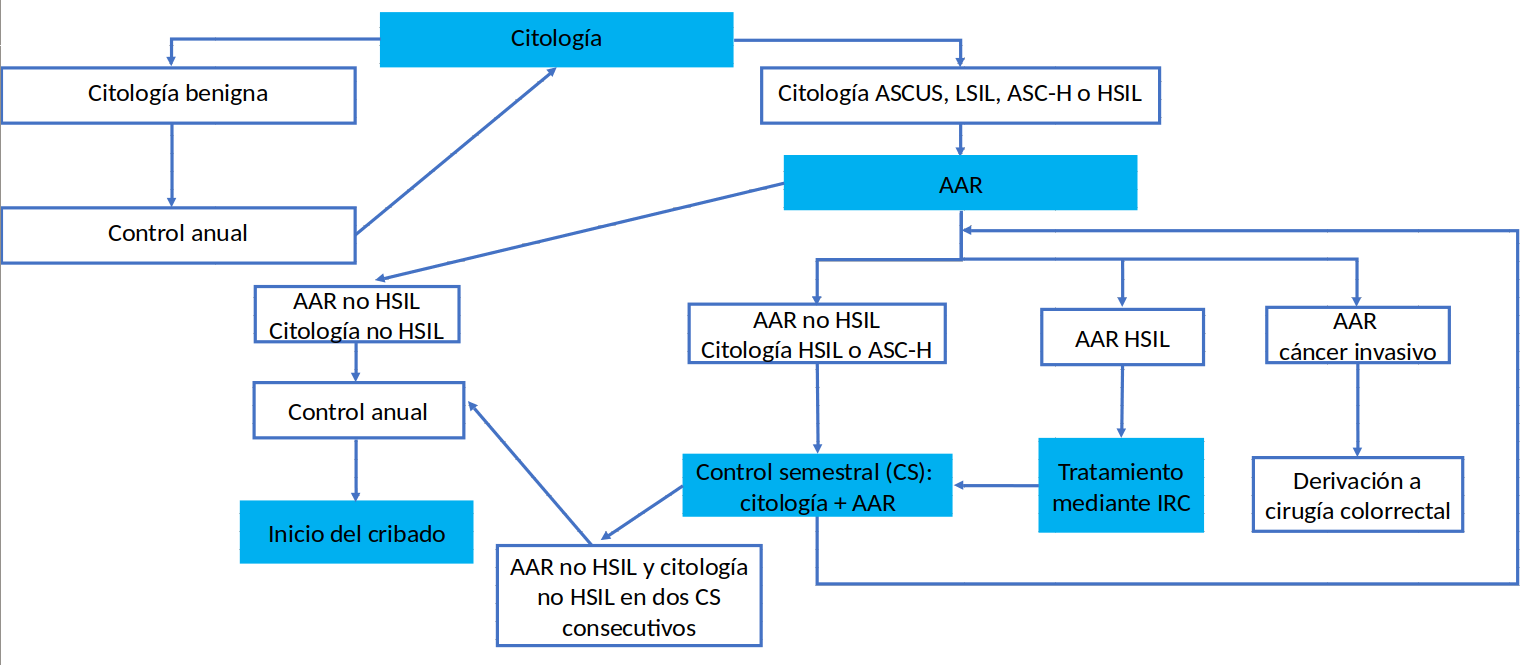 Citología
Citología benigna
Citología ASCUS, LSIL, ASC-H o HSIL
AAR
Control anual
AAR no HSIL
Citología no HSIL
AAR no HSIL
Citología HSIL o ASC-H
AAR HSIL
AAR
cáncer invasivo
Control anual
Control semestral (CS):
citología + AAR
Tratamiento
mediante IRC
Derivación a
cirugía colorrectal
Inicio del cribado
AAR no HSIL y citología
no HSIL en dos CS
consecutivos